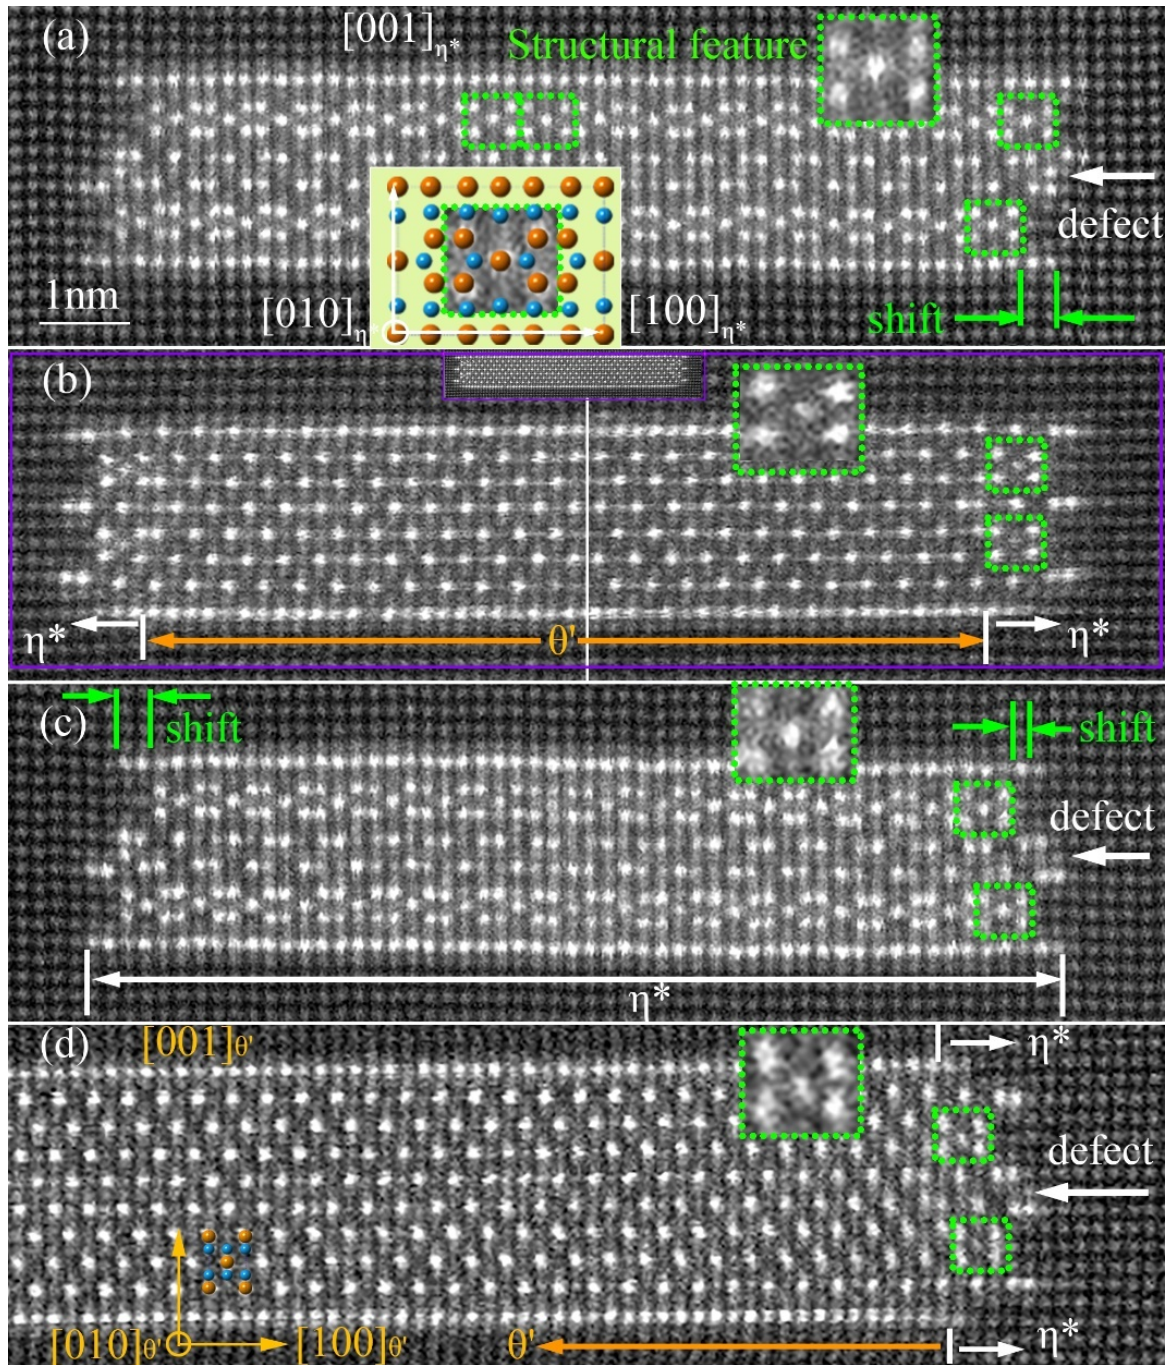 (a)
[001]η*
Structural feature
defect
1nm
[010]η*
[100]η*
shift
(b)
η*
θ'
η*
(c)
shift
shift
defect
η*
(d)
[001]θ'
η*
defect
[010]θ'
[100]θ'
θ'
η*